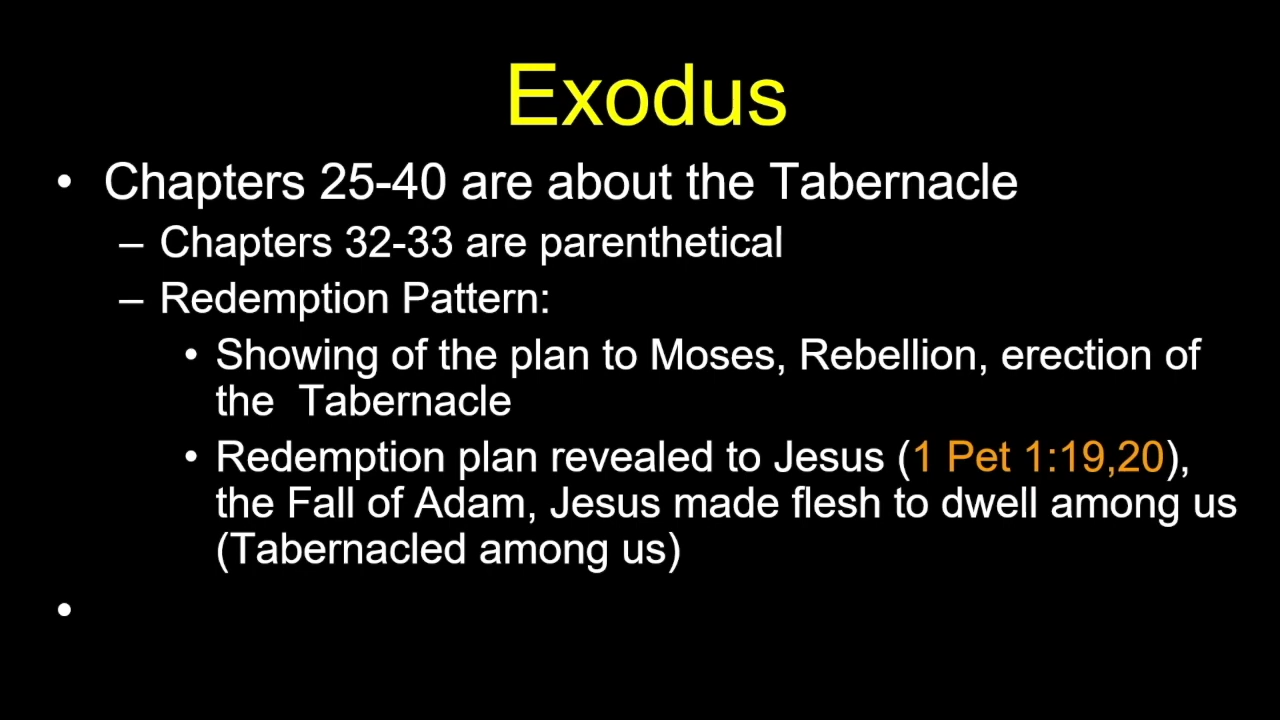 Exodus
• Chapters 25-40 are about the Tabernacle
– Chapters 32-33 are parenthetical
– Redemption Pattern:
• Showing of the plan to Moses, Rebellion, erection of
the  Tabernacle
• Redemption plan revealed to Jesus (1 Pet 1:19,20),
the Fall of Adam, Jesus made flesh to dwell among us
(Tabernacled among us)
•